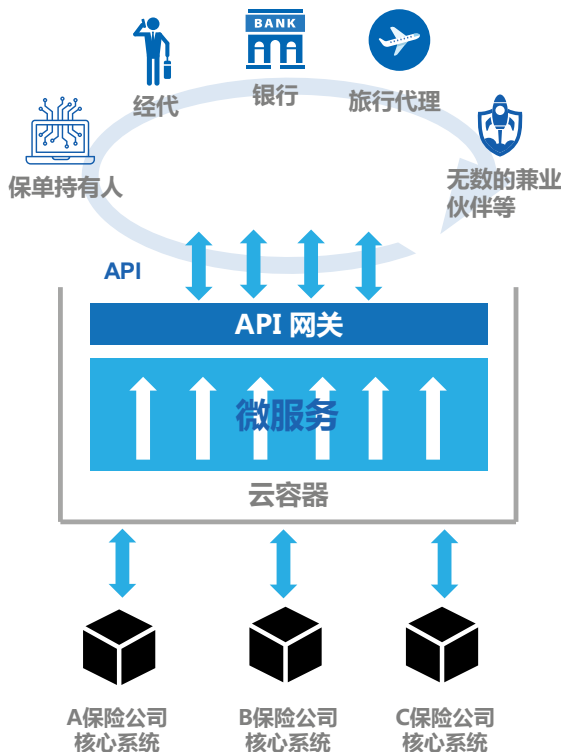 BANK
经代
银行
旅行代理
保单持有人
无数的兼业
伙伴等
API
API 网关
微服务
云容器
A保险公司
核心系统
B保险公司
核心系统
C保险公司
核心系统